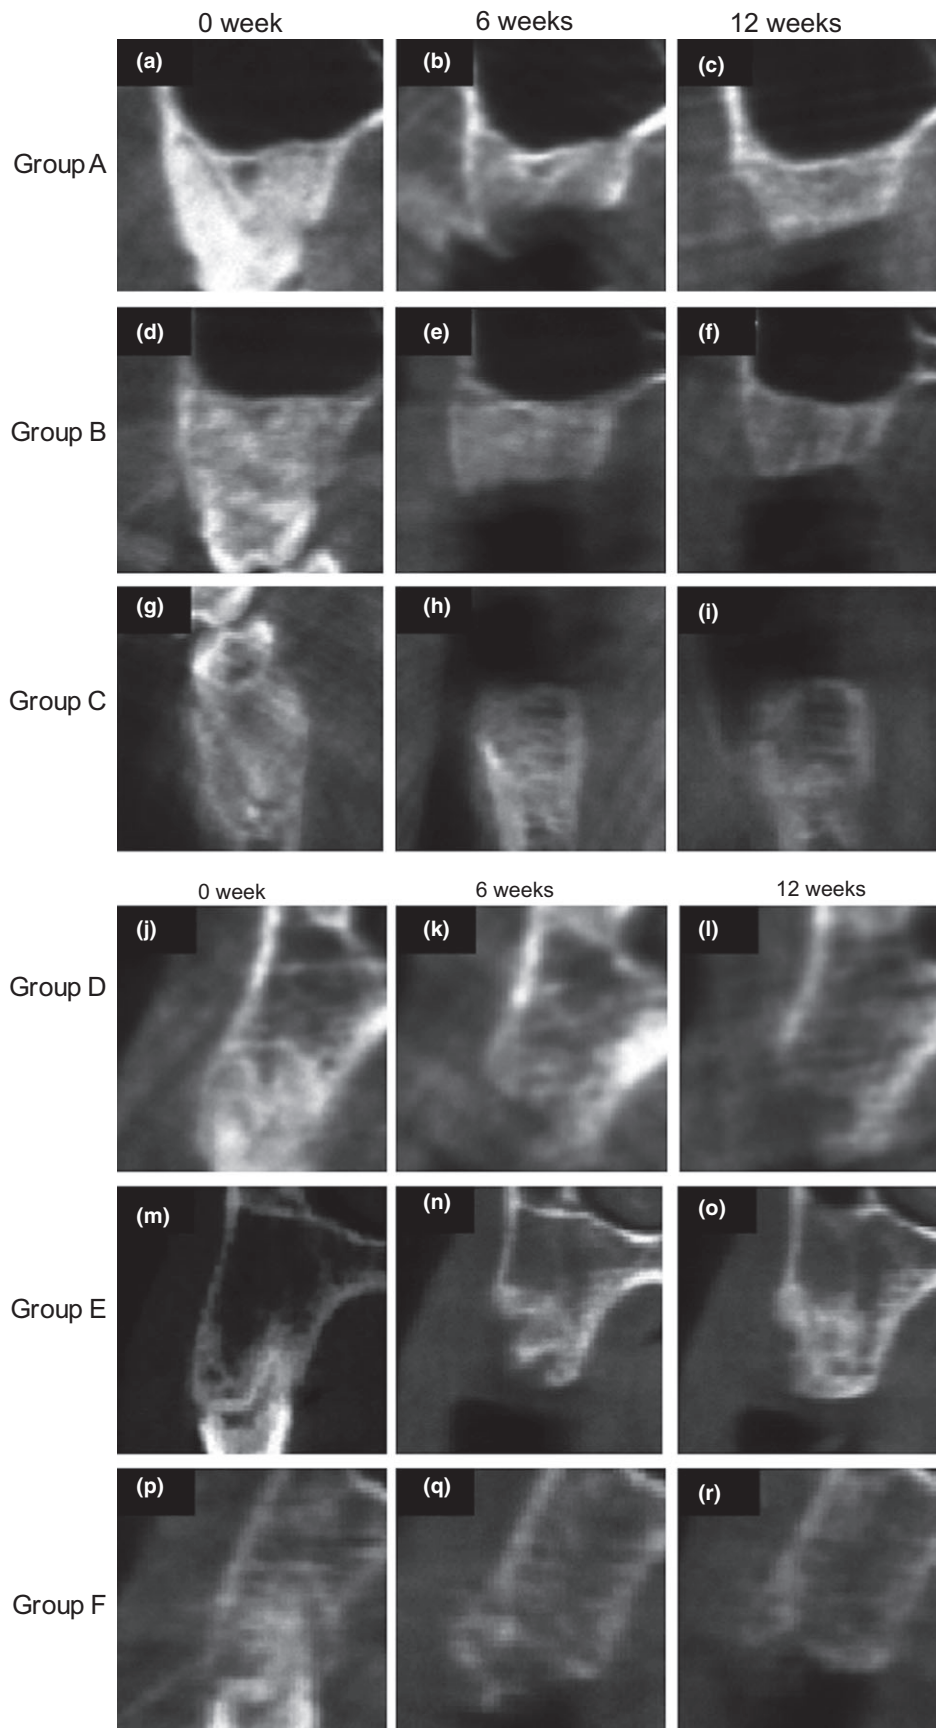 0 week 6 weeks 12 weeks
Group A (a) (b) (c)
Group B (d) (e) (f)
Group C (g) (h) (i)
0 week 6 weeks 12 weeks
Group D (j) (k) (l)
Group E (m) (n) (o)
Group F (p) (q) (r)